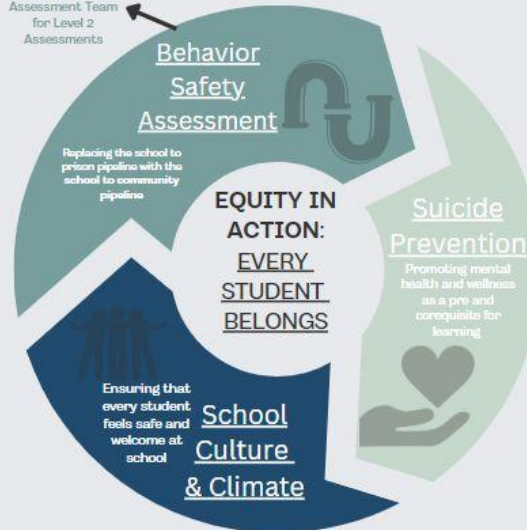 Assessment Team
for Level 2
Assessments
Behavior
Safety
Assessment
Replacing the school to
prison pipeline with the
school to community
pipeline
EQUITY IN
ACTION:
EVERY
STUDENT
BELONGS
Suicide
Prevention
Promoting mental
health and wellness
as a pre and
corequisite for
learning
Ensuring that
every student
feels safe and
welcome at
school
School
Culture
& Climate